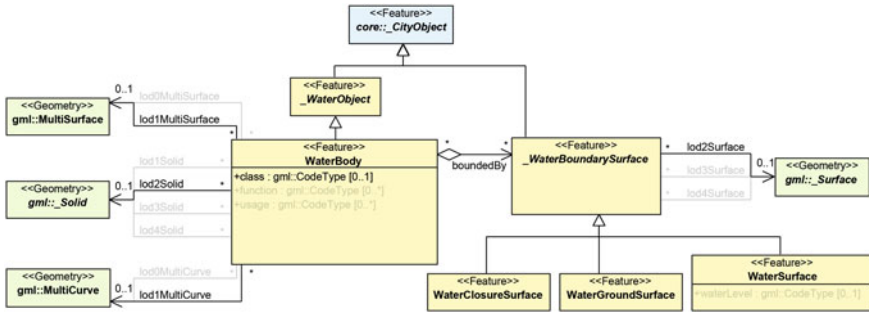 <<Feature>>
core::_CityObject
<<Feature>>
_WaterObject
<<Geometry>>
gml::MultiSurface
0..1
lod0MultiSurface
*
lod1MultiSurface
*
<<Feature>>
WaterBody
+class : gml::CodeType [0..1]
+function : gml::CodeType [0..*]
+usage : gml::CodeType [0..*]
*
*
boundedBy
<<Feature>>
_WaterBoundarySurface
*
lod2Surface
*
lod3Surface
*
lod4Surface
0..1
<<Geometry>>
gml::_Surface
<<Geometry>>
gml::_Solid
0..1
lod1Solid
*
lod2Solid
*
lod3Solid
*
lod4Solid
*
<<Geometry>>
gml::MultiCurve
0..1
lod0MultiCurve
*
lod1MultiCurve
*
<<Feature>>
WaterClosureSurface
<<Feature>>
WaterGroundSurface
<<Feature>>
WaterSurface
+waterLevel : gml::CodeType [0..1]